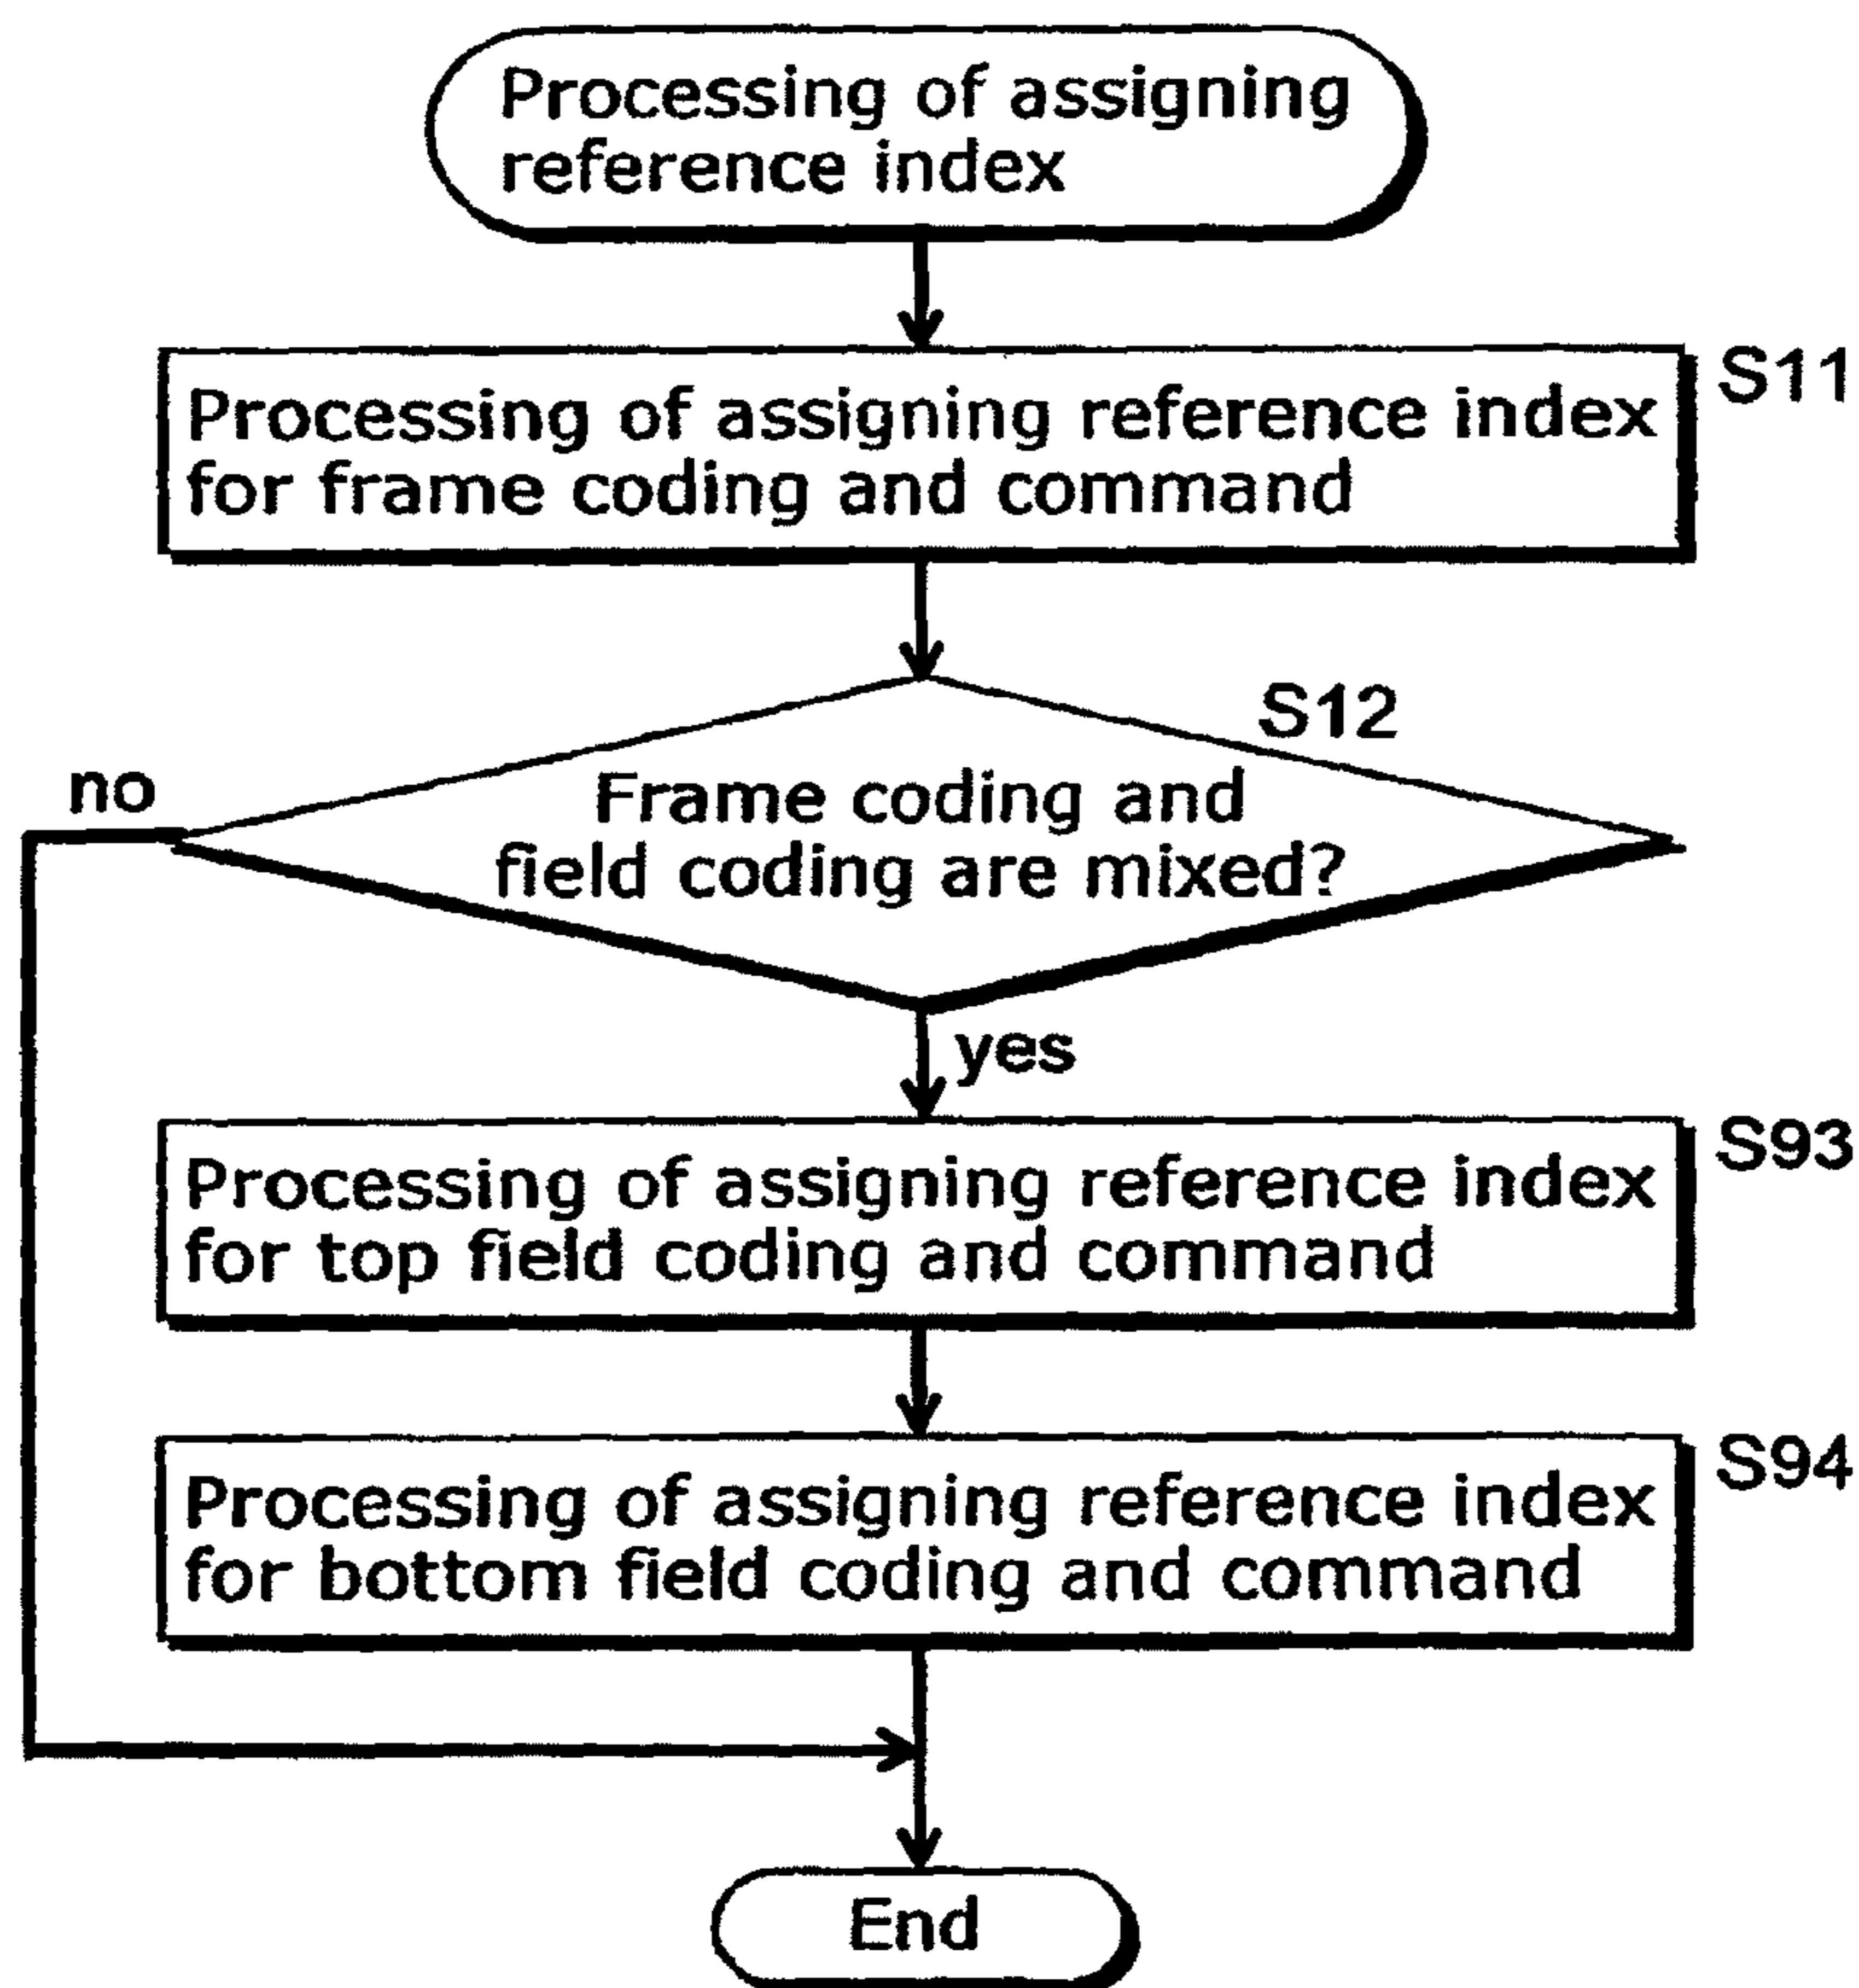 Processing of assigning
reference index
S11
Processing of assigning reference index
for frame coding and command
S12
no
Frame coding and
field coding are mixed?
yes
S93
Processing of assigning reference index
for top field coding and command
S94
Processing of assigning reference index
for bottom field coding and command
End